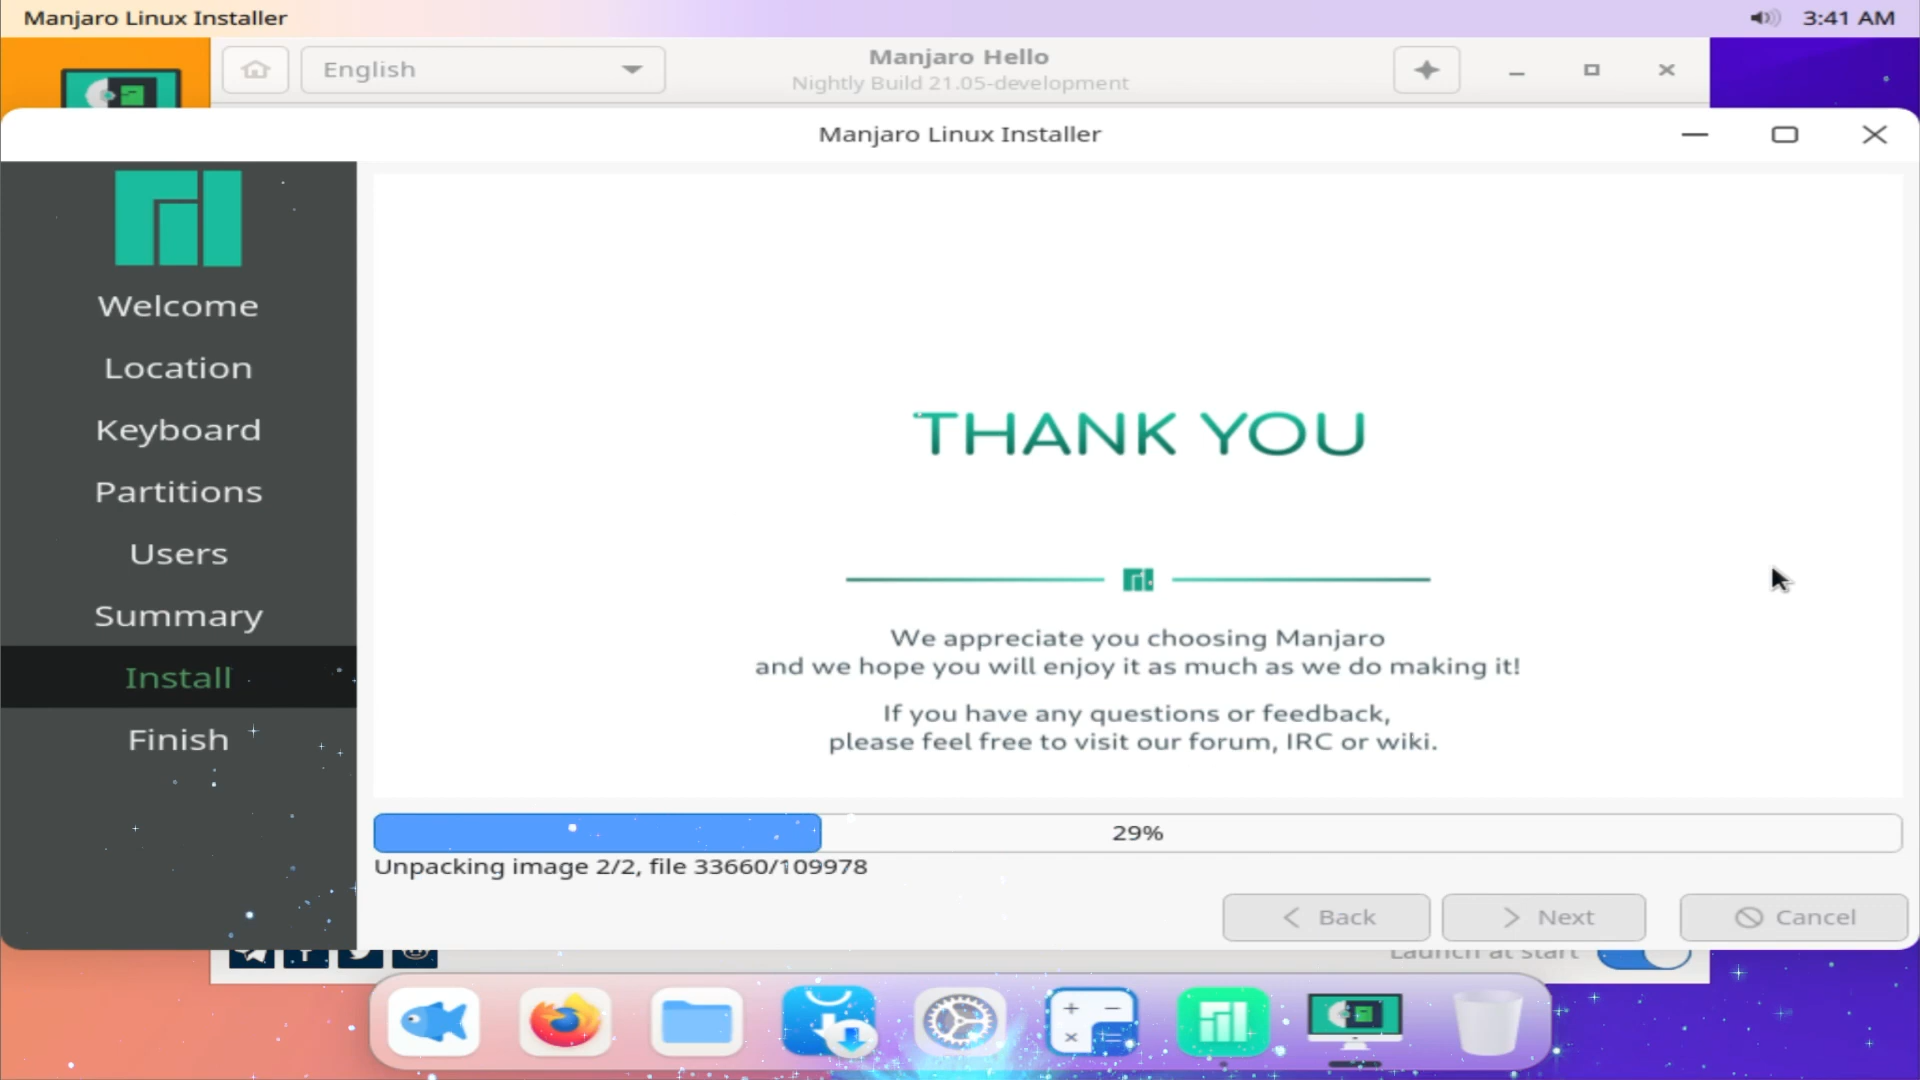 Manjaro Linux Installer
3:41 AM
English
Manjaro Hello
Nightly Build 21.05-development
Manjaro Linux Installer
Welcome
Location
Keyboard
Partitions
Users
Summary
Install
Finish
THANK YOU
We appreciate you choosing Manjaro
and we hope you will enjoy it as much as we do making it!
If you have any questions or feedback,
please feel free to visit our forum, IRC or wiki.
29%
Unpacking image 2/2, file 33660/109978
Back
Next
Cancel
Launch at start